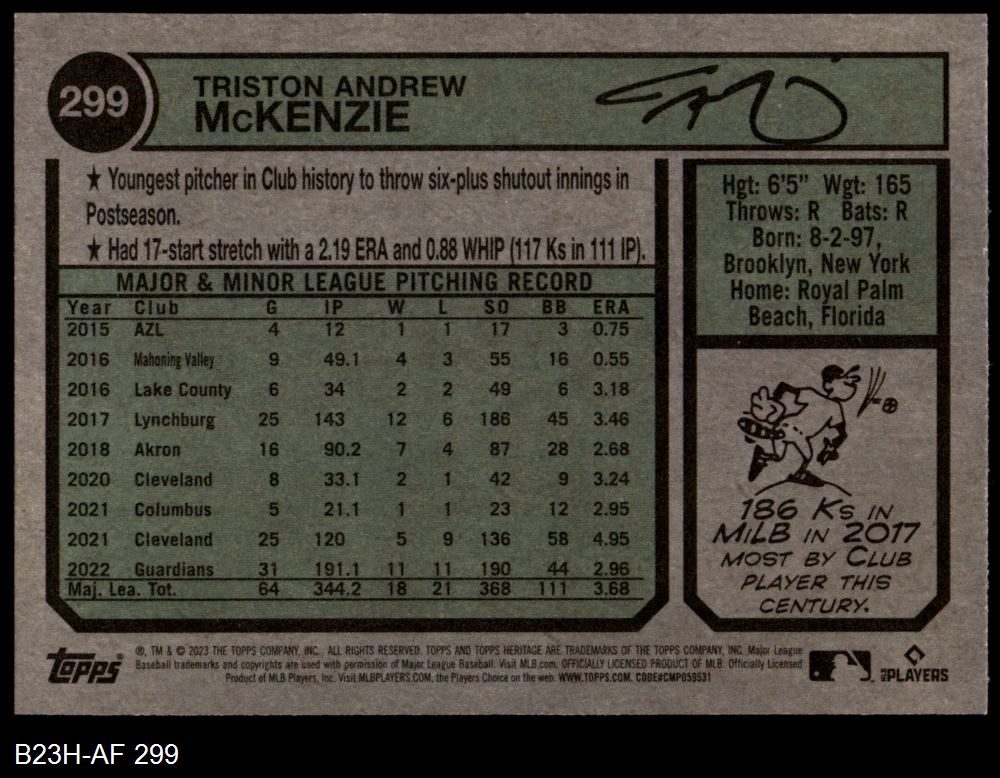 299
TRISTON ANDREW
McKENZIE
★ Youngest pitcher in Club history to throw six-plus shutout innings in
Postseason.
★ Had 17-start stretch with a 2.19 ERA and 0.88 WHIP (117 Ks in 111 IP).
MAJOR & MINOR LEAGUE PITCHING RECORD
Year Club G IP W L SO BB ERA
2015 AZL 4 12 1 1 17 3 0.75
2016 Mahoning Valley 9 49.1 4 3 55 16 0.55
2016 Lake County 6 34 2 2 49 6 3.18
2017 Lynchburg 25 143 12 6 186 45 3.46
2018 Akron 16 90.2 7 4 87 28 2.68
2020 Cleveland 8 33.1 2 1 42 9 3.24
2021 Columbus 5 21.1 1 1 23 12 2.95
2021 Cleveland 25 120 5 9 136 58 4.95
2022 Guardians 31 191.1 11 11 190 44 2.96
Maj. Lea. Tot. 64 344.2 18 21 368 111 3.68
Hgt: 6'5" Wgt: 165
Throws: R Bats: R
Born: 8-2-97,
Brooklyn, New York
Home: Royal Palm
Beach, Florida
186 Ks IN
MiLB IN 2017
MOST BY CLUB
PLAYER THIS
CENTURY.
topps
®, TM & © 2023 THE TOPPS COMPANY, INC. ALL RIGHTS RESERVED. TOPPS AND TOPPS HERITAGE ARE TRADEMARKS OF THE TOPPS COMPANY, INC. Major League
Baseball trademarks and copyrights are used with permission of Major League Baseball. Visit MLB.com. OFFICIALLY LICENSED PRODUCT OF MLB. Officially Licensed
Product of MLB Players, Inc. Visit MLBPLAYERS.COM, the Players Choice on the web. WWW.TOPPS.COM. CODE#CMP059531
MLB PLAYERS
B23H-AF 299